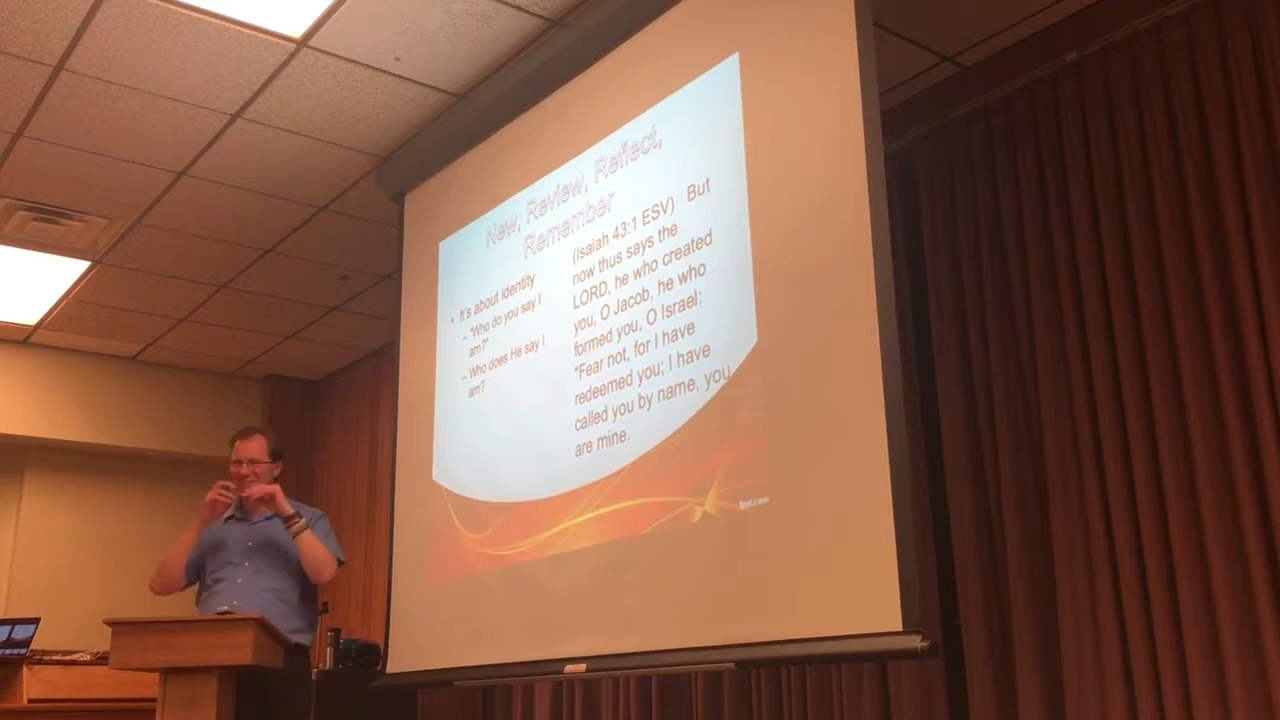 New, Review, Reflect,
Remember
• It's about identity
– "Who do you say I
am?"
– Who does He say I
am?
(Isaiah 43:1 ESV) But
now thus says the
LORD, he who created
you, O Jacob, he who
formed you, O Israel:
"Fear not, for I have
redeemed you; I have
called you by name, you
are mine.
fppt.com